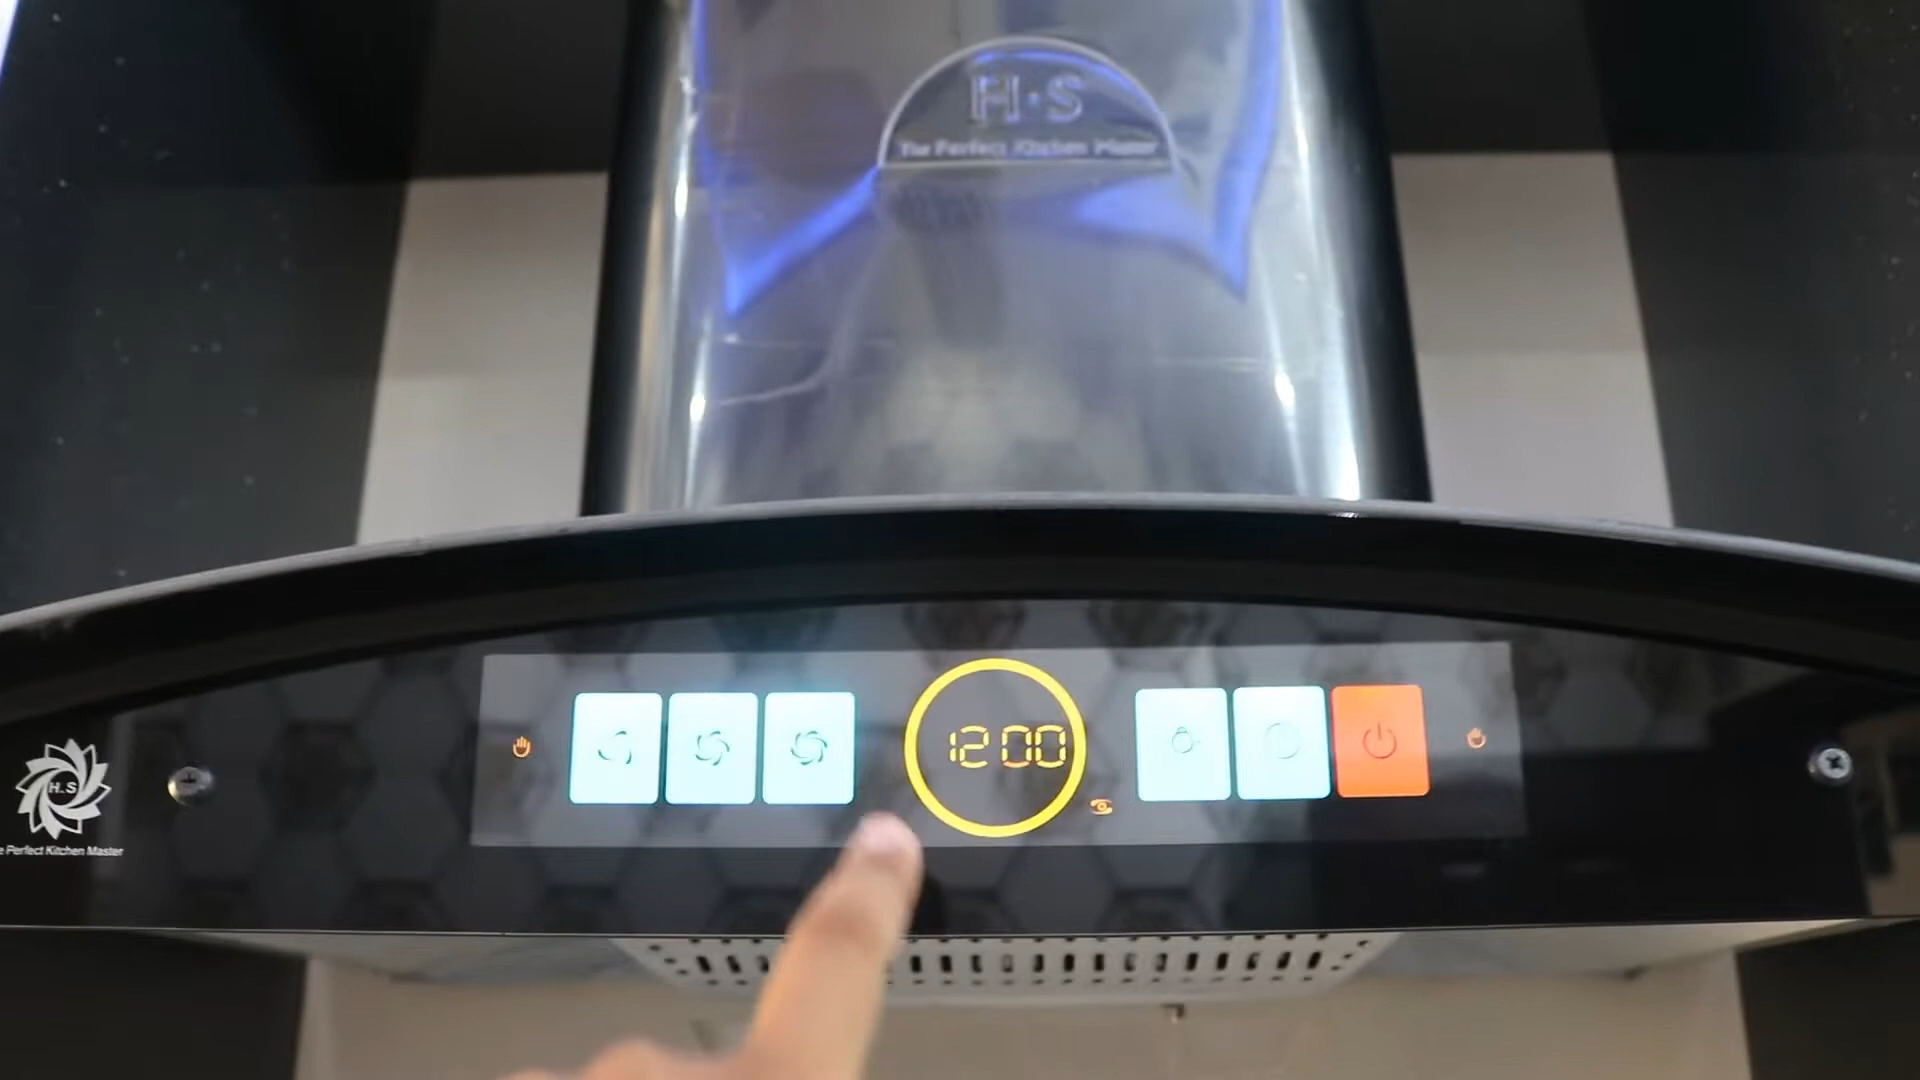 H·S
The Perfect Kitchen Master
12 00
H.S
e Perfect Kitchen Master